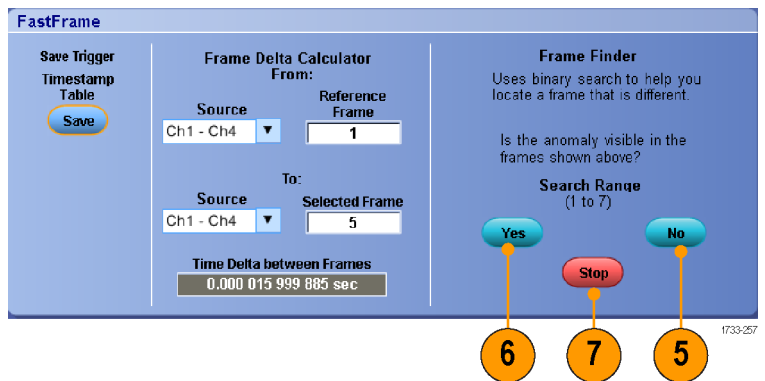 FastFrame
Save Trigger
Timestamp
Table
Save
Frame Delta Calculator
From:
Source
Reference
Frame
Ch1 - Ch4
1
To:
Source
Selected Frame
Ch1 - Ch4
5
Time Delta between Frames
0.000 015 999 885 sec
Frame Finder
Uses binary search to help you
locate a frame that is different.
Is the anomaly visible in the
frames shown above?
Search Range
(1 to 7)
Yes
No
Stop
6
7
5
1733-257